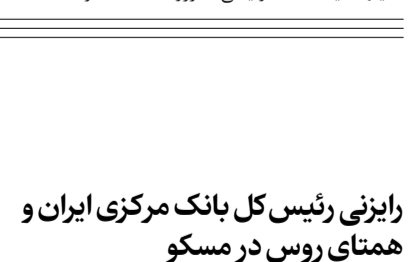 رایزنی رئیس‌کل بانک مرکزی ایران و
همتای روس در مسکو